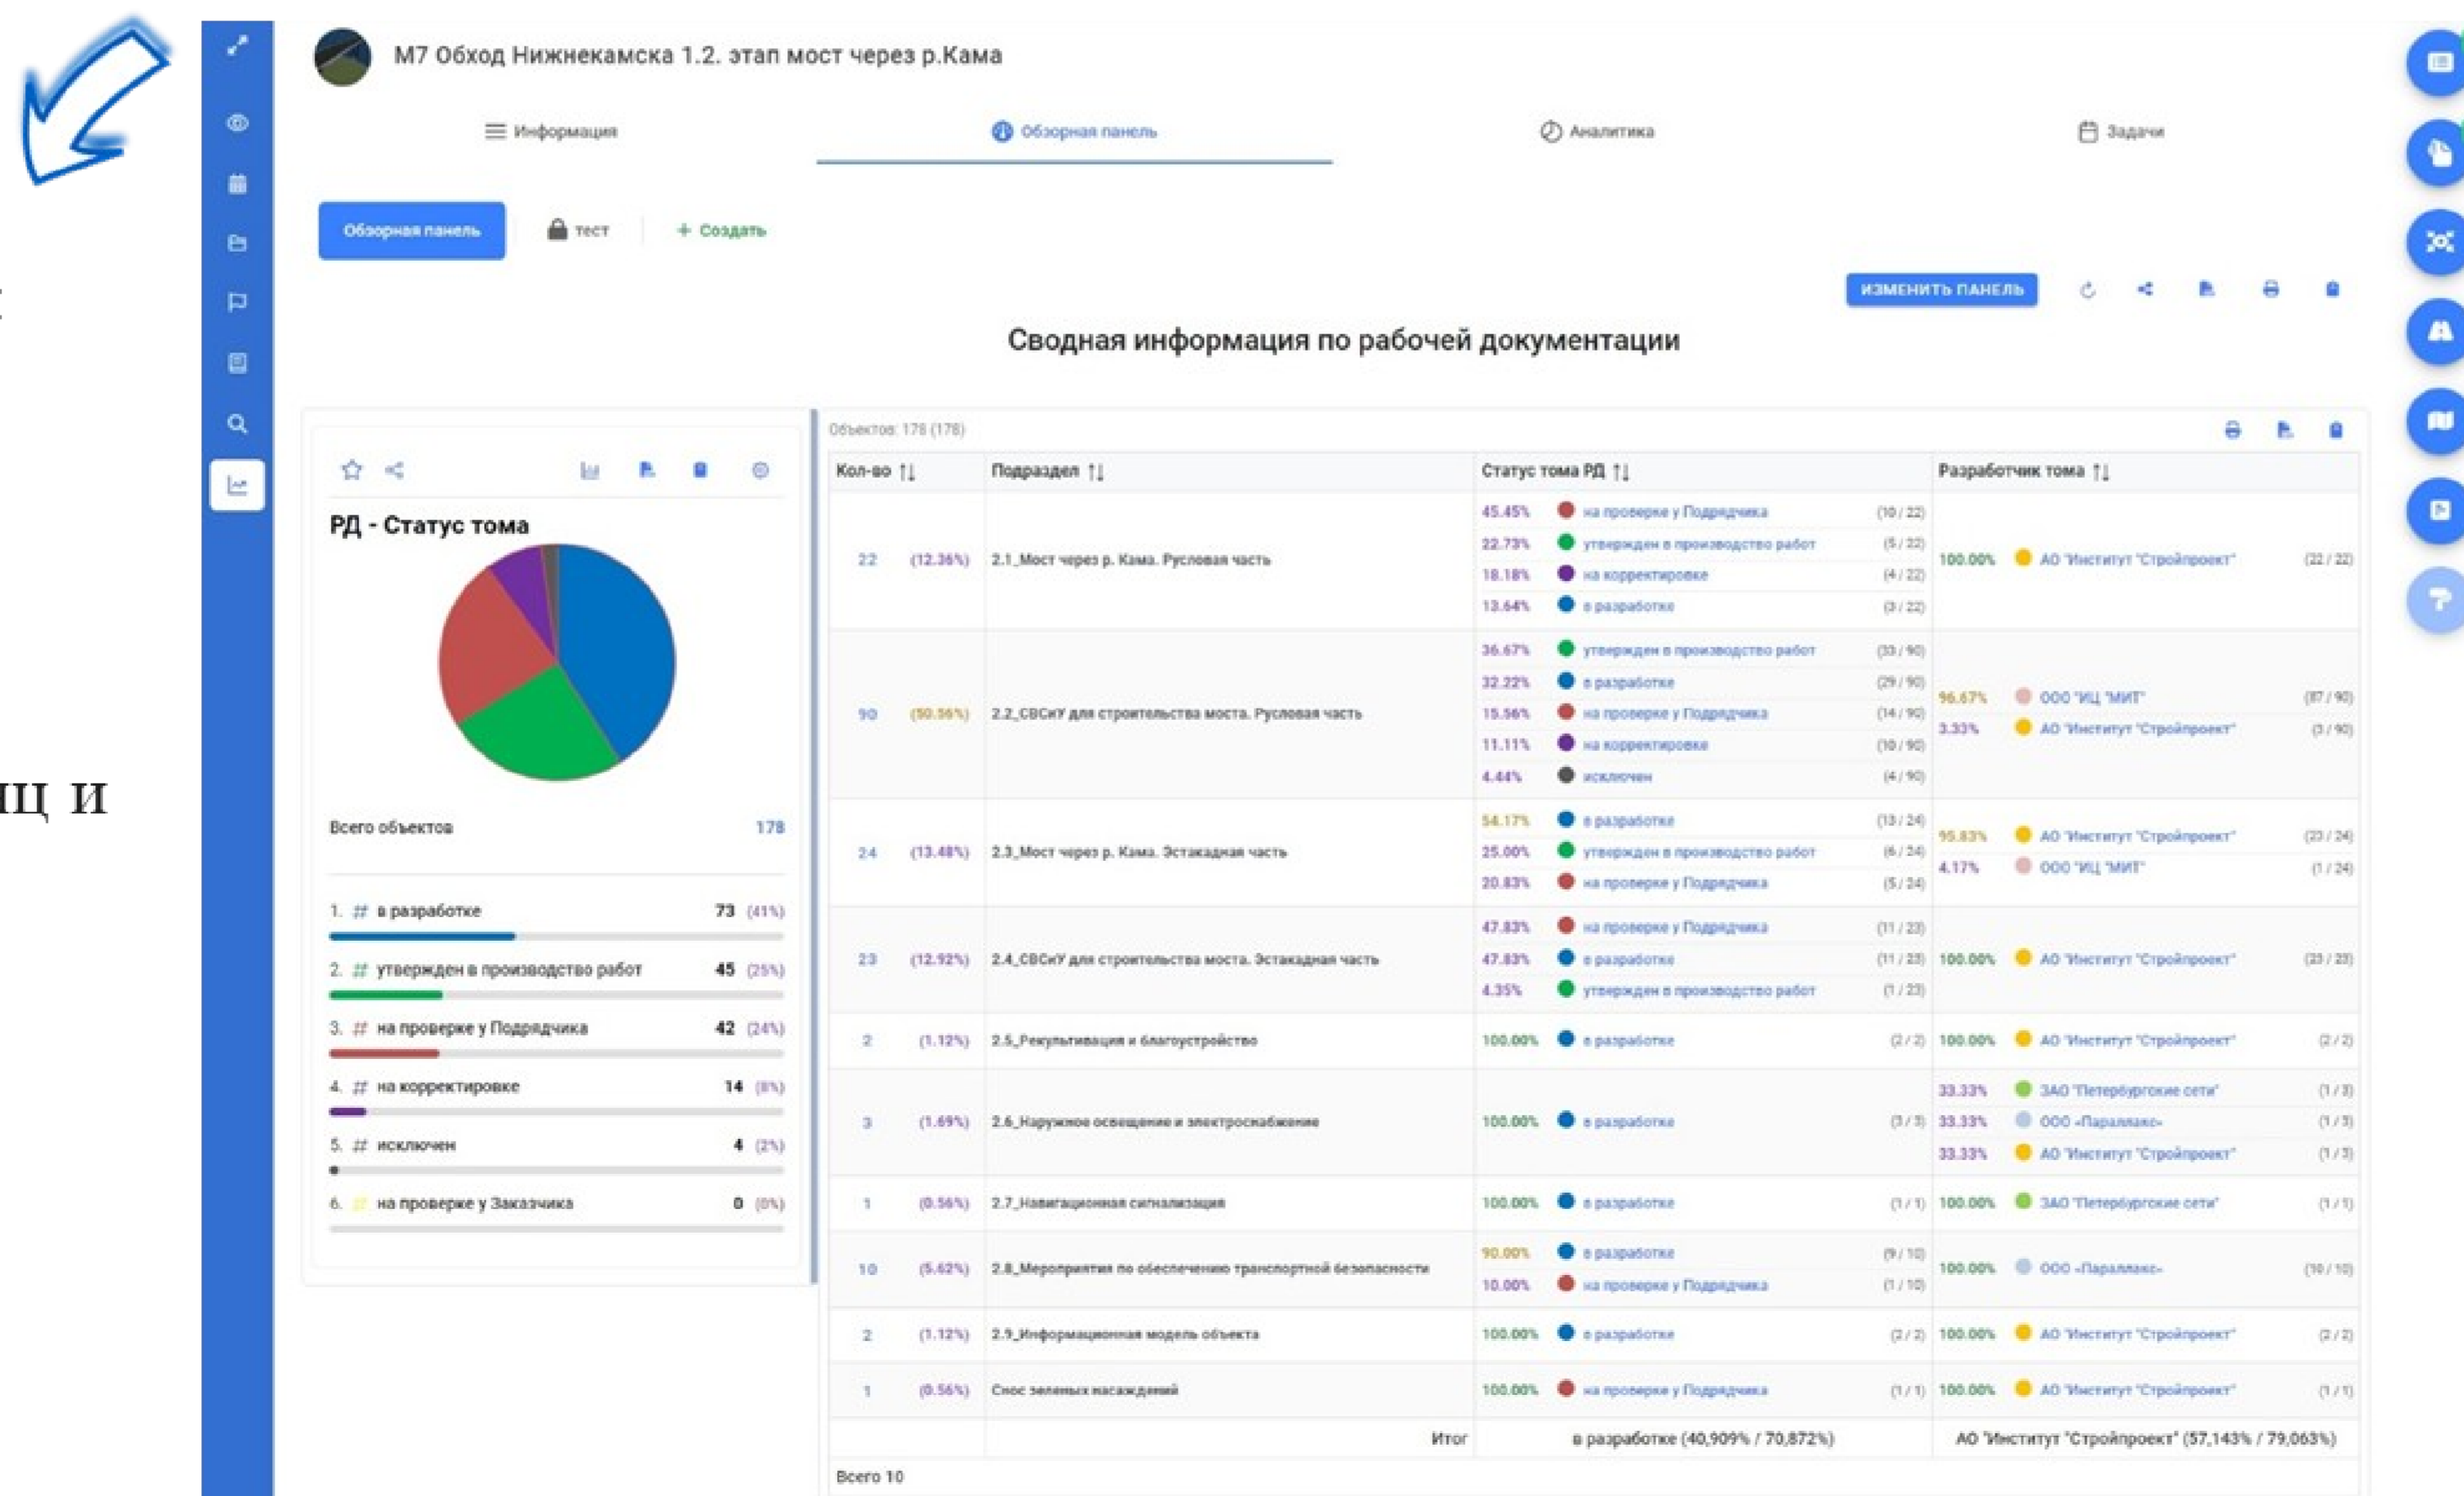 М7 Обход Нижнекамска 1.2. этап мост через р.Кама
Информация
Обзорная панель
Аналитика
Задачи
Обзорная панель
тест
+ Создать
ИЗМЕНИТЬ ПАНЕЛЬ
Сводная информация по рабочей документации
иц и
РД - Статус тома
Всего объектов 178
1. # в разработке 73 (41%)
2. # утвержден в производство работ 45 (25%)
3. # на проверке у Подрядчика 42 (24%)
4. # на корректировке 14 (8%)
5. # исключен 4 (2%)
6. # на проверке у Заказчика 0 (0%)
Объектов: 178 (178)
Кол-во ↑↓ Подраздел ↑↓ Статус тома РД ↑↓ Разработчик тома ↑↓
22 (12.36%) 2.1_Мост через р. Кама. Русловая часть
45.45% на проверке у Подрядчика (10 / 22)
22.73% утвержден в производство работ (5 / 22)
18.18% на корректировке (4 / 22)
13.64% в разработке (3 / 22)
100.00% АО "Институт "Стройпроект" (22 / 22)
90 (50.56%) 2.2_СВСиУ для строительства моста. Русловая часть
36.67% утвержден в производство работ (33 / 90)
32.22% в разработке (29 / 90)
15.56% на проверке у Подрядчика (14 / 90)
11.11% на корректировке (10 / 90)
4.44% исключен (4 / 90)
96.67% ООО "ИЦ "МИТ" (87 / 90)
3.33% АО "Институт "Стройпроект" (3 / 90)
24 (13.48%) 2.3_Мост через р. Кама. Эстакадная часть
54.17% в разработке (13 / 24)
25.00% утвержден в производство работ (6 / 24)
20.83% на проверке у Подрядчика (5 / 24)
95.83% АО "Институт "Стройпроект" (23 / 24)
4.17% ООО "ИЦ "МИТ" (1 / 24)
23 (12.92%) 2.4_СВСиУ для строительства моста. Эстакадная часть
47.83% на проверке у Подрядчика (11 / 23)
47.83% в разработке (11 / 23)
4.35% утвержден в производство работ (1 / 23)
100.00% АО "Институт "Стройпроект" (23 / 23)
2 (1.12%) 2.5_Рекультивация и благоустройство 100.00% в разработке (2 / 2) 100.00% АО "Институт "Стройпроект" (2 / 2)
3 (1.69%) 2.6_Наружное освещение и электроснабжение 100.00% в разработке (3 / 3)
33.33% ЗАО "Петербургские сети" (1 / 3)
33.33% ООО «Параллакс» (1 / 3)
33.33% АО "Институт "Стройпроект" (1 / 3)
1 (0.56%) 2.7_Навигационная сигнализация 100.00% в разработке (1 / 1) 100.00% ЗАО "Петербургские сети" (1 / 1)
10 (5.62%) 2.8_Мероприятия по обеспечению транспортной безопасности
90.00% в разработке (9 / 10)
10.00% на проверке у Подрядчика (1 / 10)
100.00% ООО «Параллакс» (10 / 10)
2 (1.12%) 2.9_Информационная модель объекта 100.00% в разработке (2 / 2) 100.00% АО "Институт "Стройпроект" (2 / 2)
1 (0.56%) Снос зеленых насаждений 100.00% на проверке у Подрядчика (1 / 1) 100.00% АО "Институт "Стройпроект" (1 / 1)
Итог в разработке (40,909% / 70,872%) АО "Институт "Стройпроект" (57,143% / 79,063%)
Всего 10